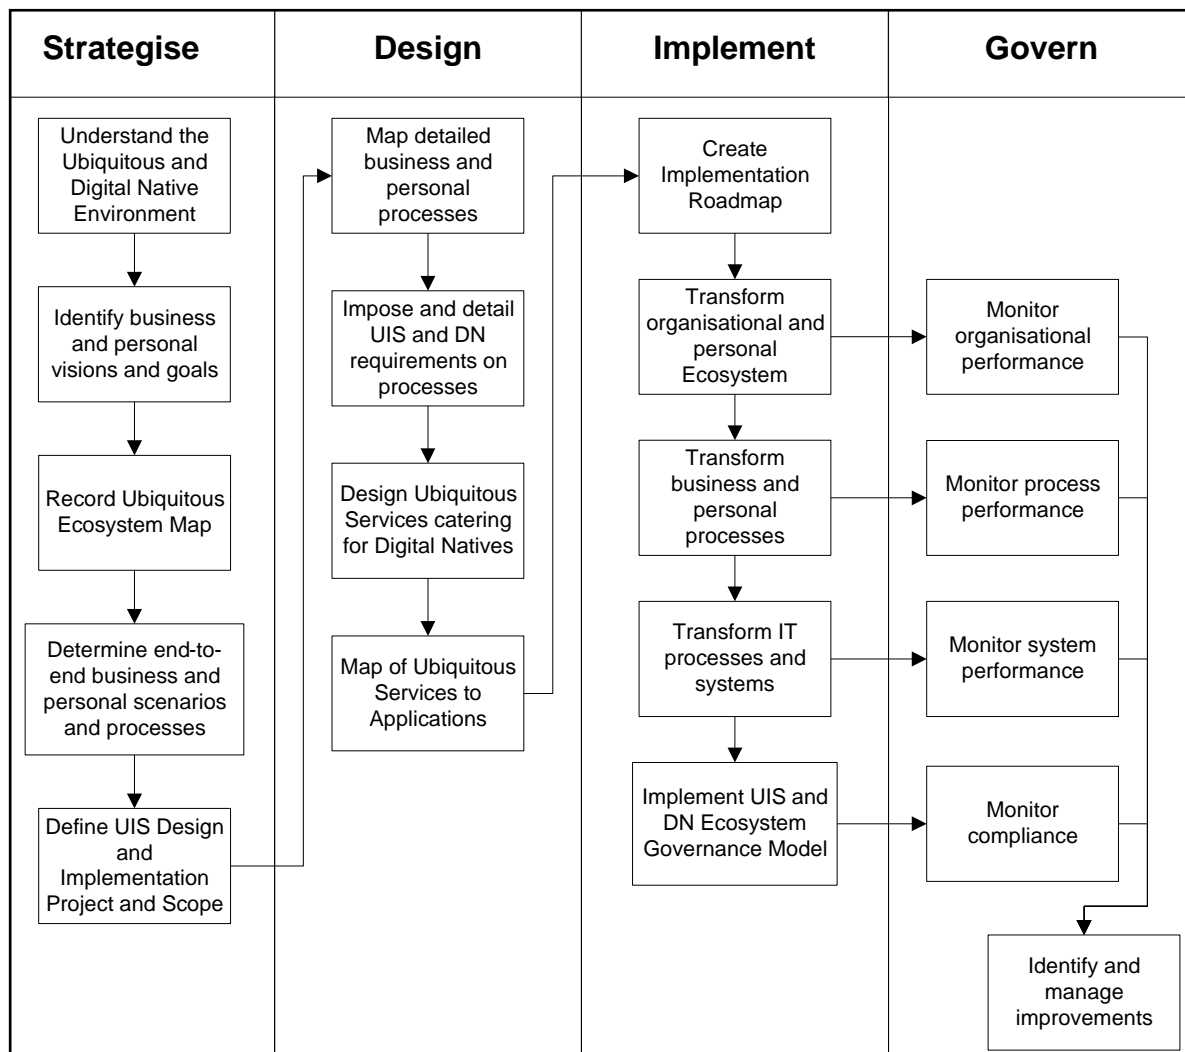 Strategise
Design
Implement
Govern
Understand the
Ubiquitous and
Digital Native
Environment
Identify business
and personal
visions and goals
Record Ubiquitous
Ecosystem Map
Determine end-to-
end business and
personal scenarios
and processes
Define UIS Design
and
Implementation
Project and Scope
Map detailed
business and
personal
processes
Impose and detail
UIS and DN
requirements on
processes
Design Ubiquitous
Services catering
for Digital Natives
Map of Ubiquitous
Services to
Applications
Create
Implementation
Roadmap
Transform
organisational and
personal
Ecosystem
Transform
business and
personal
processes
Transform IT
processes and
systems
Implement UIS and
DN Ecosystem
Governance Model
Monitor
organisational
performance
Monitor process
performance
Monitor system
performance
Monitor
compliance
Identify and
manage
improvements